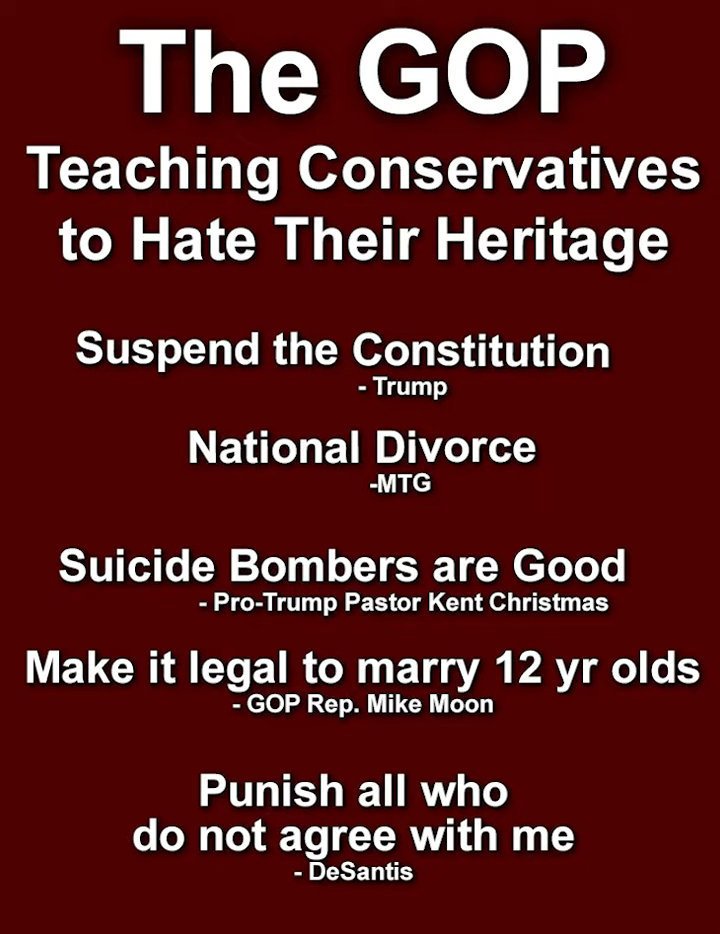 The GOP
Teaching Conservatives
to Hate Their Heritage
Suspend the Constitution
- Trump
National Divorce
-MTG
Suicide Bombers are Good
- Pro-Trump Pastor Kent Christmas
Make it legal to marry 12 yr olds
- GOP Rep. Mike Moon
Punish all who
do not agree with me
- DeSantis